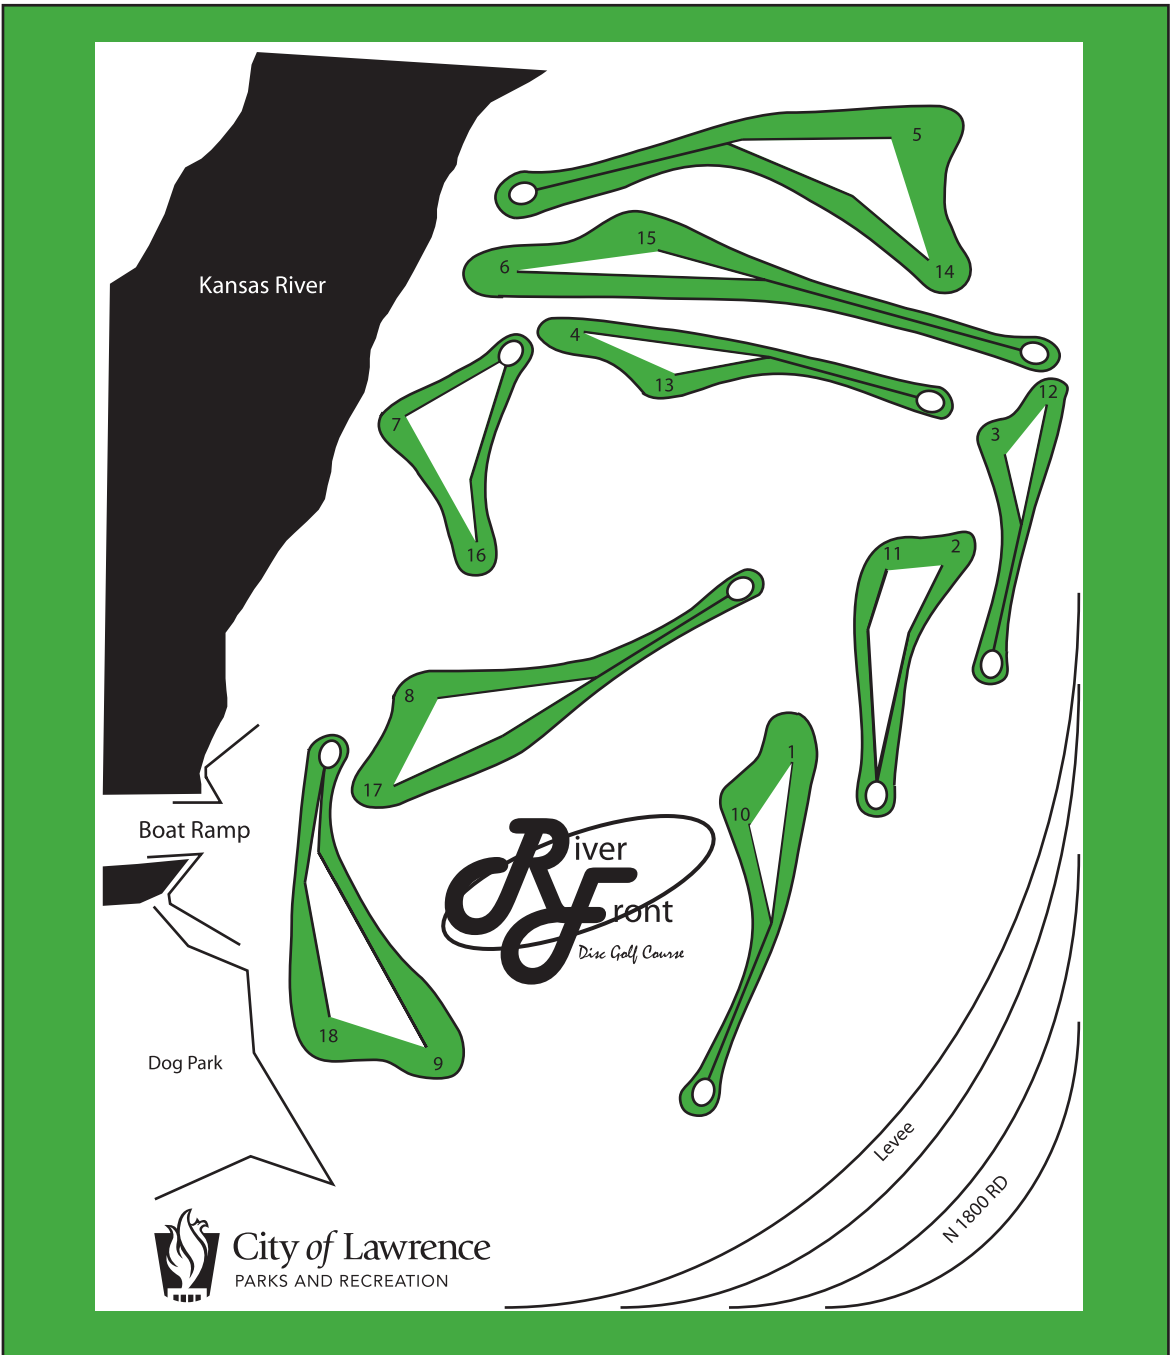 5
15
14
6
Kansas River
4
13
12
7
3
16
11
2
8
1
17
10
Boat Ramp
River
Front
Disc Golf Course
18
9
Dog Park
Levee
N 1800 RD
City of Lawrence
PARKS AND RECREATION